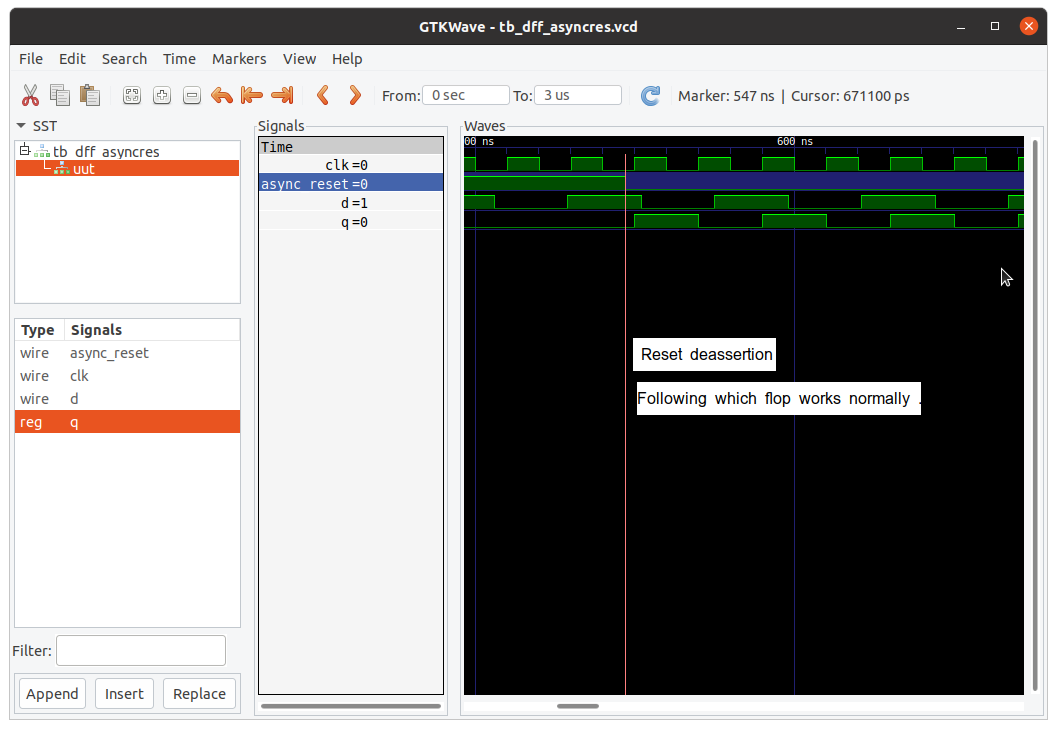 GTKWave - tb_dff_asyncres.vcd
File Edit Search Time Markers View Help
From: 0 sec To: 3 us Marker: 547 ns | Cursor: 671100 ps
SST
tb_dff_asyncres
uut
Type Signals
wire async_reset
wire clk
wire d
reg q
Filter:
Append Insert Replace
Signals
Time
clk=0
async_reset=0
d=1
q=0
Waves
00 ns 600 ns
Reset deassertion
Following which flop works normally .